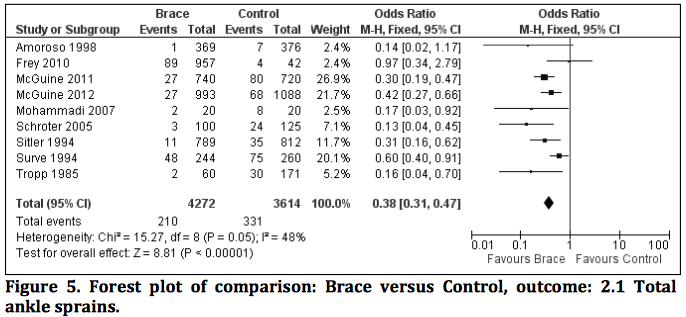 Brace Control Odds Ratio Odds Ratio
Study or Subgroup Events Total Events Total Weight M-H, Fixed, 95% CI M-H, Fixed, 95% CI
Amoroso 1998 1 369 7 376 2.4% 0.14 [0.02, 1.17]
Frey 2010 89 957 4 42 2.4% 0.97 [0.34, 2.79]
McGuine 2011 27 740 80 720 26.9% 0.30 [0.19, 0.47]
McGuine 2012 27 993 68 1088 21.7% 0.42 [0.27, 0.66]
Mohammadi 2007 2 20 8 20 2.4% 0.17 [0.03, 0.92]
Schroter 2005 3 100 24 125 7.1% 0.13 [0.04, 0.45]
Sitler 1994 11 789 35 812 11.7% 0.31 [0.16, 0.62]
Surve 1994 48 244 75 260 20.1% 0.60 [0.40, 0.91]
Tropp 1985 2 60 30 171 5.2% 0.16 [0.04, 0.70]
Total (95% CI) 4272 3614 100.0% 0.38 [0.31, 0.47]
Total events 210 331
Heterogeneity: Chi² = 15.27, df = 8 (P = 0.05); I² = 48%
Test for overall effect: Z = 8.81 (P < 0.00001)
0.01 0.1 1 10 100
Favours Brace Favours Control
Figure 5. Forest plot of comparison: Brace versus Control, outcome: 2.1 Total
ankle sprains.